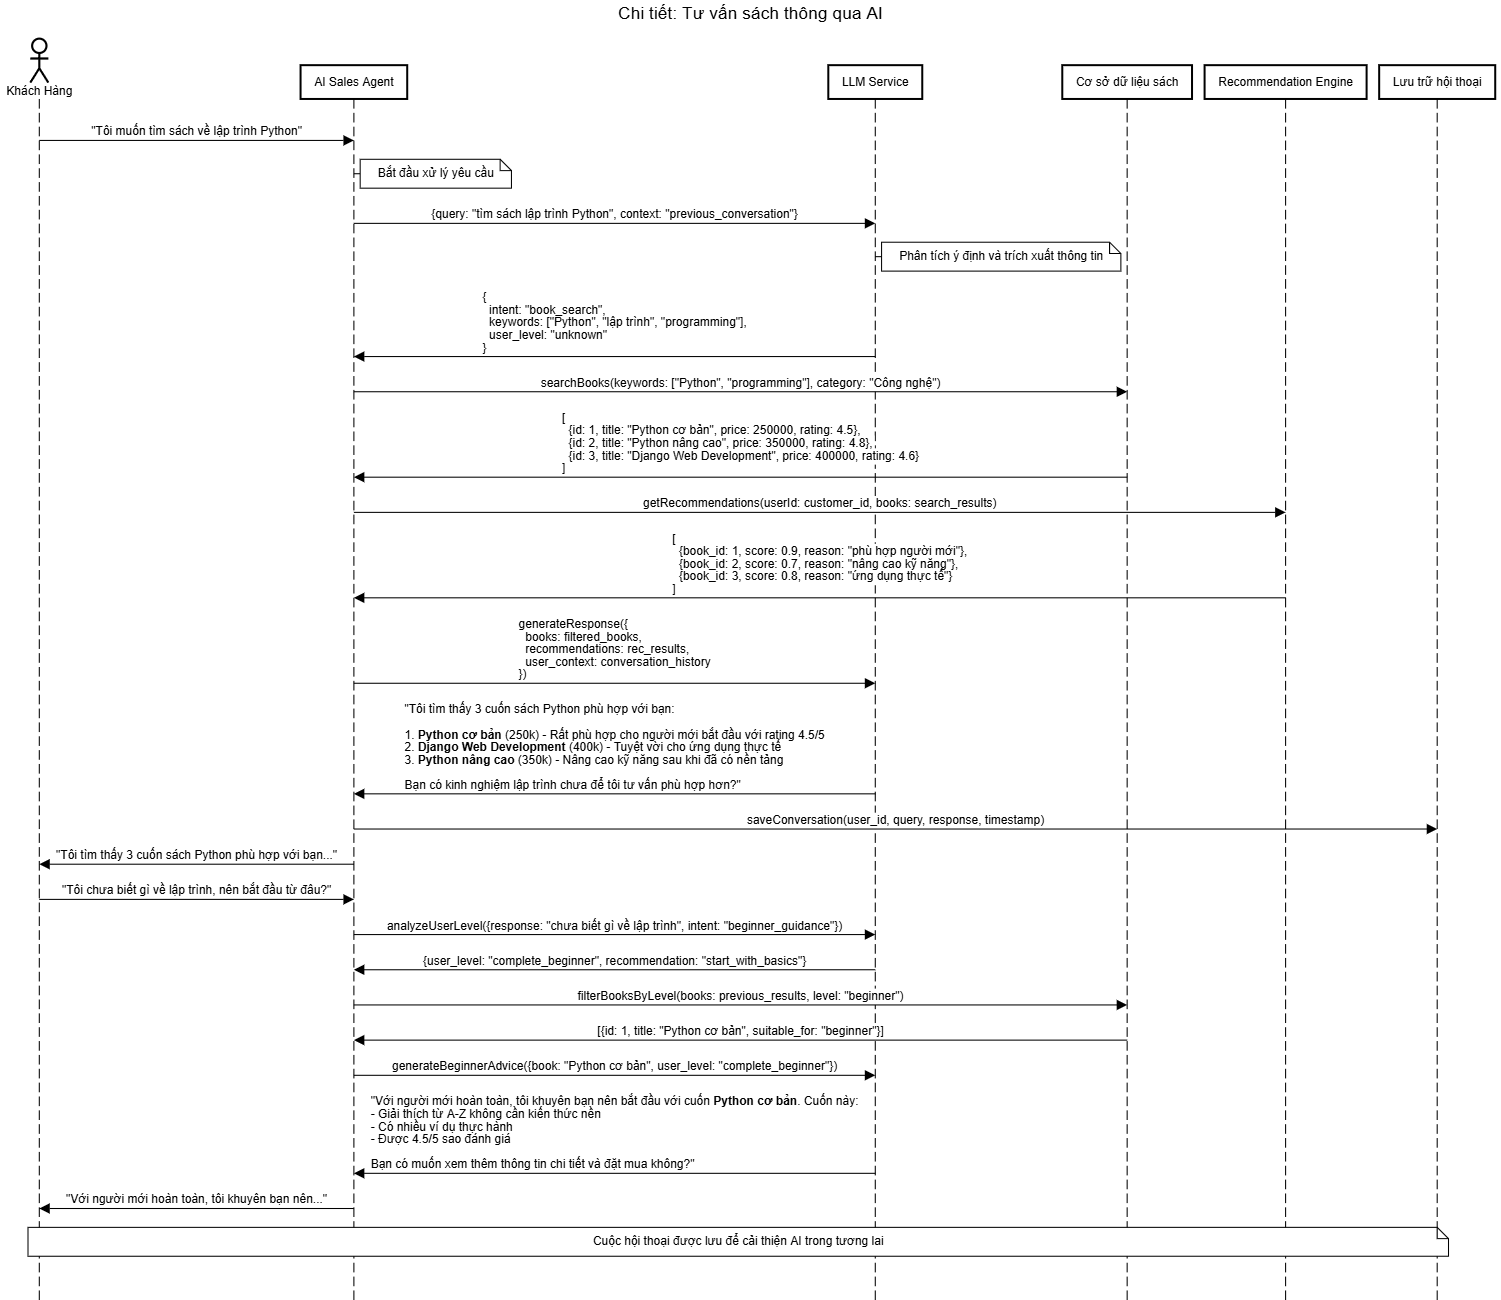 Chi tiết: Tư vấn sách thông qua AI
Khách Hàng
AI Sales Agent
LLM Service
Cơ sở dữ liệu sách
Recommendation Engine
Lưu trữ hội thoại
"Tôi muốn tìm sách về lập trình Python"
Bắt đầu xử lý yêu cầu
{query: "tìm sách lập trình Python", context: "previous_conversation"}
Phân tích ý định và trích xuất thông tin
{
intent: "book_search",
keywords: ["Python", "lập trình", "programming"],
user_level: "unknown"
}
searchBooks(keywords: ["Python", "programming"], category: "Công nghệ")
[
{id: 1, title: "Python cơ bản", price: 250000, rating: 4.5},
{id: 2, title: "Python nâng cao", price: 350000, rating: 4.8},
{id: 3, title: "Django Web Development", price: 400000, rating: 4.6}
]
getRecommendations(userId: customer_id, books: search_results)
[
{book_id: 1, score: 0.9, reason: "phù hợp người mới"},
{book_id: 2, score: 0.7, reason: "nâng cao kỹ năng"},
{book_id: 3, score: 0.8, reason: "ứng dụng thực tế"}
]
generateResponse({
books: filtered_books,
recommendations: rec_results,
user_context: conversation_history
})
"Tôi tìm thấy 3 cuốn sách Python phù hợp với bạn:
1. Python cơ bản (250k) - Rất phù hợp cho người mới bắt đầu với rating 4.5/5
2. Django Web Development (400k) - Tuyệt vời cho ứng dụng thực tế
3. Python nâng cao (350k) - Nâng cao kỹ năng sau khi đã có nền tảng
Bạn có kinh nghiệm lập trình chưa để tôi tư vấn phù hợp hơn?"
saveConversation(user_id, query, response, timestamp)
"Tôi tìm thấy 3 cuốn sách Python phù hợp với bạn..."
"Tôi chưa biết gì về lập trình, nên bắt đầu từ đâu?"
analyzeUserLevel({response: "chưa biết gì về lập trình", intent: "beginner_guidance"})
{user_level: "complete_beginner", recommendation: "start_with_basics"}
filterBooksByLevel(books: previous_results, level: "beginner")
[{id: 1, title: "Python cơ bản", suitable_for: "beginner"}]
generateBeginnerAdvice({book: "Python cơ bản", user_level: "complete_beginner"})
"Với người mới hoàn toàn, tôi khuyên bạn nên bắt đầu với cuốn Python cơ bản. Cuốn này:
- Giải thích từ A-Z không cần kiến thức nền
- Có nhiều ví dụ thực hành
- Được 4.5/5 sao đánh giá
Bạn có muốn xem thêm thông tin chi tiết và đặt mua không?"
"Với người mới hoàn toàn, tôi khuyên bạn nên..."
Cuộc hội thoại được lưu để cải thiện AI trong tương lai